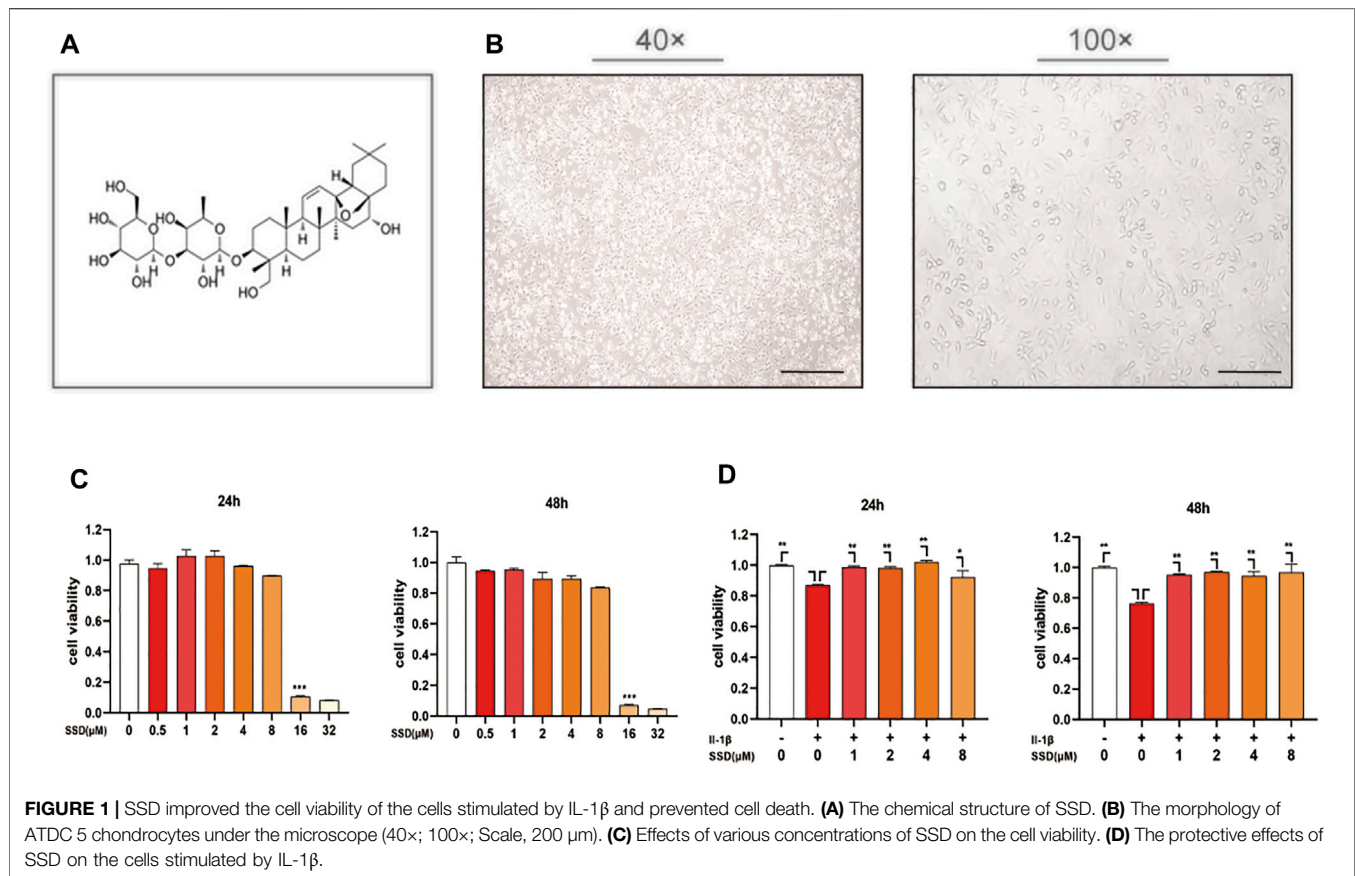 A
B
40×
100×
HO
HO
HO
OH
O
O
HO
O
OH
O
H
H
HO
H
H
H
O
OH
C
24h
cell viability
1.2
1.0
0.8
0.6
0.4
0.2
0.0
***
SSD(μM) 0 0.5 1 2 4 8 16 32
48h
cell viability
1.2
1.0
0.8
0.6
0.4
0.2
0.0
***
SSD(μM) 0 0.5 1 2 4 8 16 32
D
24h
cell viability
1.2
1.0
0.8
0.6
0.4
0.2
0.0
** ** ** ** *
Il-1β - + + + + +
SSD(μM) 0 0 1 2 4 8
48h
cell viability
1.2
1.0
0.8
0.6
0.4
0.2
0.0
** ** ** ** **
Il-1β - + + + + +
SSD(μM) 0 0 1 2 4 8
FIGURE 1 | SSD improved the cell viability of the cells stimulated by IL-1β and prevented cell death. (A) The chemical structure of SSD. (B) The morphology of
ATDC 5 chondrocytes under the microscope (40×; 100×; Scale, 200 μm). (C) Effects of various concentrations of SSD on the cell viability. (D) The protective effects of
SSD on the cells stimulated by IL-1β.